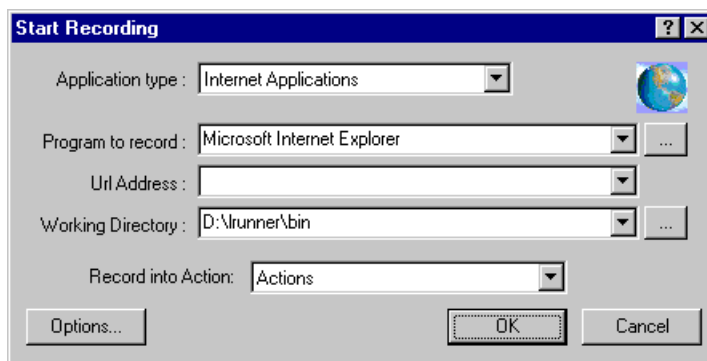 Start Recording
Application type : Internet Applications
Program to record : Microsoft Internet Explorer ...
Url Address :
Working Directory : D:\lrunner\bin ...
Record into Action: Actions
Options... OK Cancel